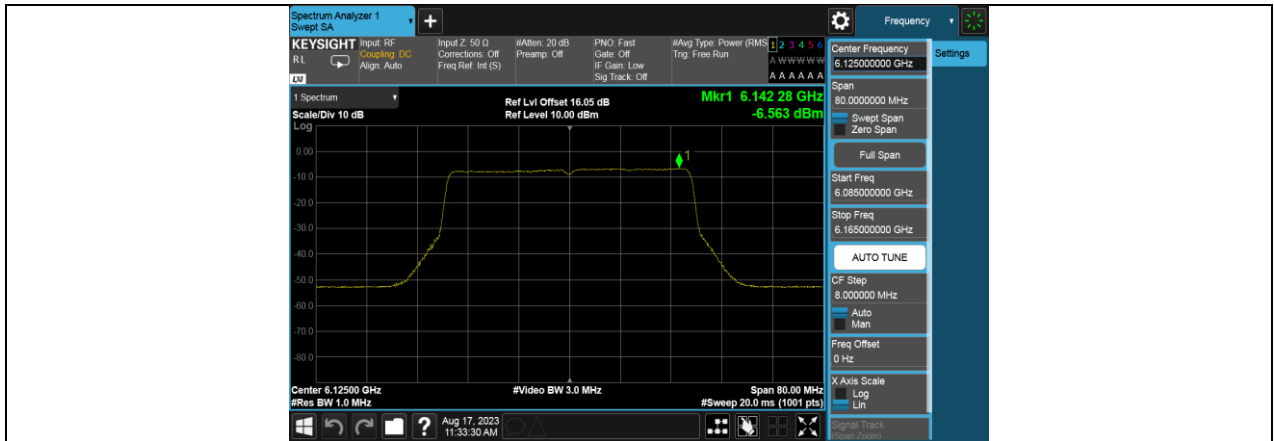 Spectrum Analyzer 1
Swept SA
+
Frequency
KEYSIGHT
RL
LXI
Input: RF
Coupling: DC
Align: Auto
Input Z: 50 Ω
Corrections: Off
Freq Ref: Int (S)
#Atten: 20 dB
Preamp: Off
PNO: Fast
Gate: Off
IF Gain: Low
Sig Track: Off
#Avg Type: Power (RMS
Trig: Free Run
1 2 3 4 5 6
A W W W W W
A A A A A A
1 Spectrum
Scale/Div 10 dB
Log
Ref Lvl Offset 16.05 dB
Ref Level 10.00 dBm
Mkr1 6.142 28 GHz
-6.563 dBm
1
0.00
-10.0
-20.0
-30.0
-40.0
-50.0
-60.0
-70.0
-80.0
Center 6.12500 GHz
#Res BW 1.0 MHz
#Video BW 3.0 MHz
Span 80.00 MHz
#Sweep 20.0 ms (1001 pts)
Center Frequency
6.125000000 GHz
Settings
Span
80.0000000 MHz
Swept Span
Zero Span
Full Span
Start Freq
6.085000000 GHz
Stop Freq
6.165000000 GHz
AUTO TUNE
CF Step
8.000000 MHz
Auto
Man
Freq Offset
0 Hz
X Axis Scale
Log
Lin
Signal Track
(Span Zoom)
?
Aug 17, 2023
11:33:30 AM